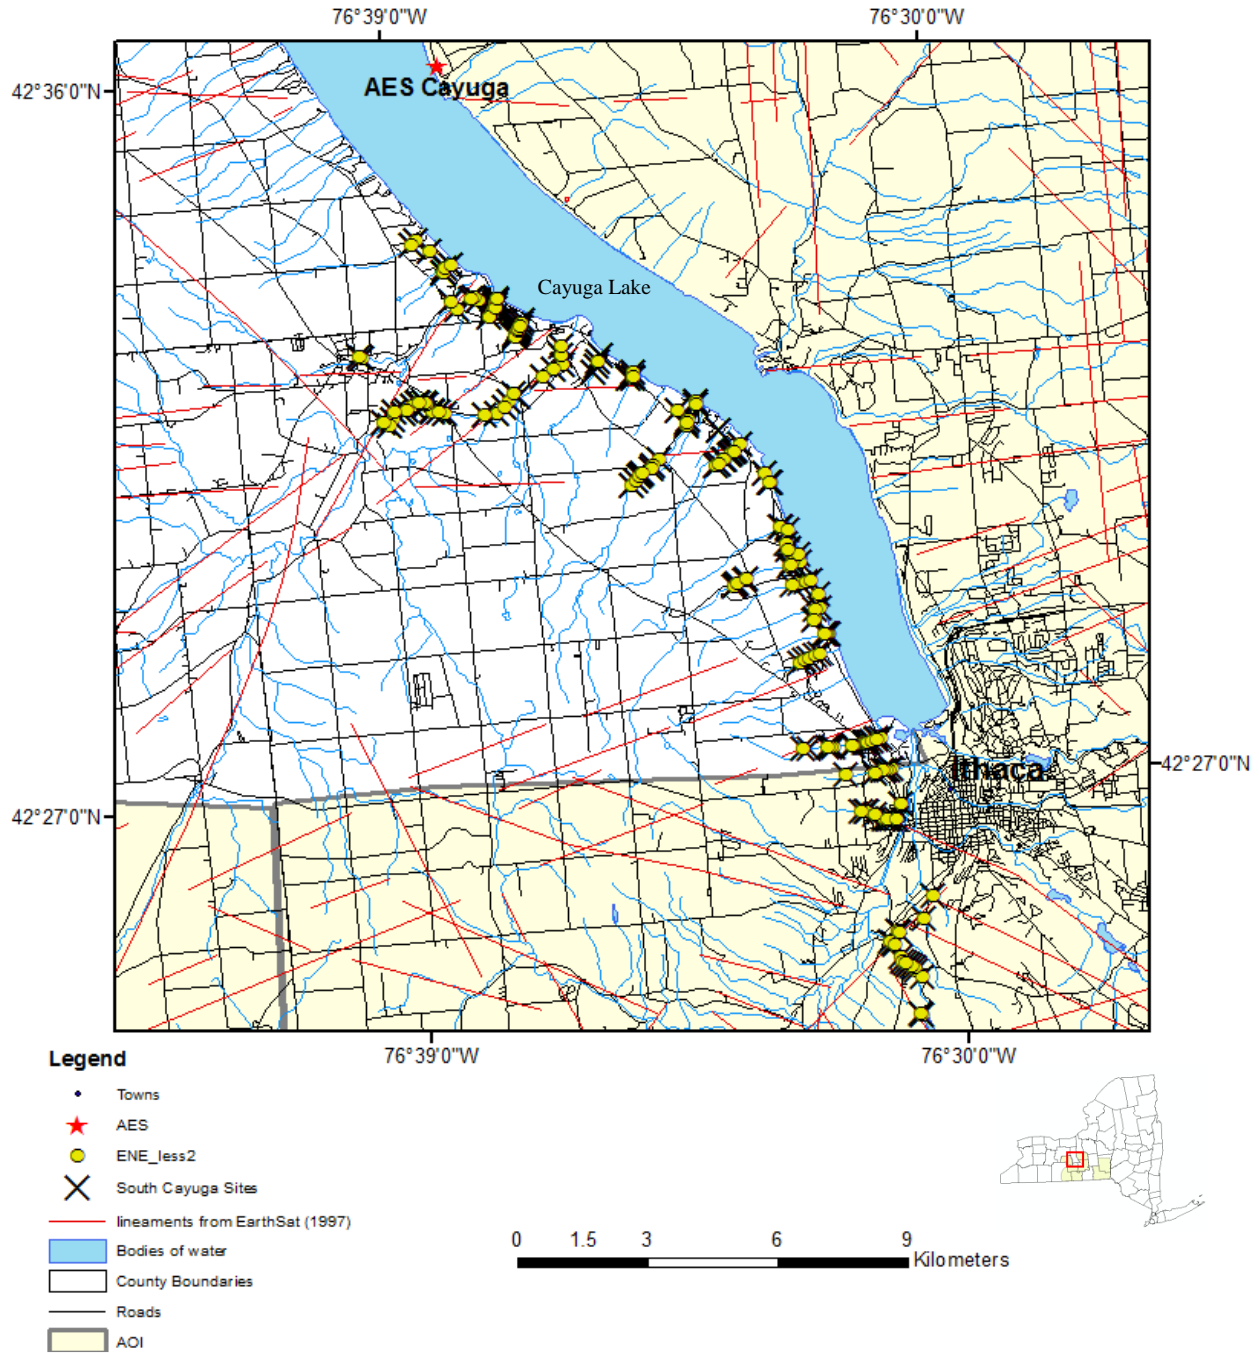 76°39'0"W
76°30'0"W
42°36'0"N
AES Cayuga
Cayuga Lake
42°27'0"N
Ithaca
42°27'0"N
76°39'0"W
76°30'0"W
Legend
Towns
AES
ENE_less2
South Cayuga Sites
lineaments from EarthSat (1997)
Bodies of water
County Boundaries
Roads
AOI
0 1.5 3 6 9
Kilometers